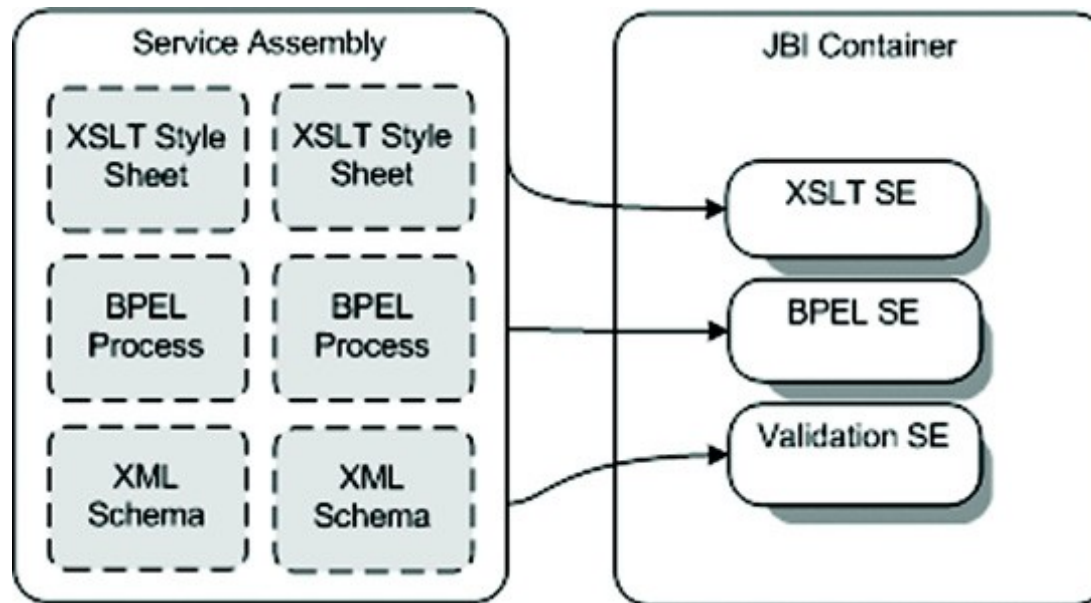 Service Assembly
XSLT Style
Sheet
XSLT Style
Sheet
BPEL
Process
BPEL
Process
XML
Schema
XML
Schema
JBI Container
XSLT SE
BPEL SE
Validation SE